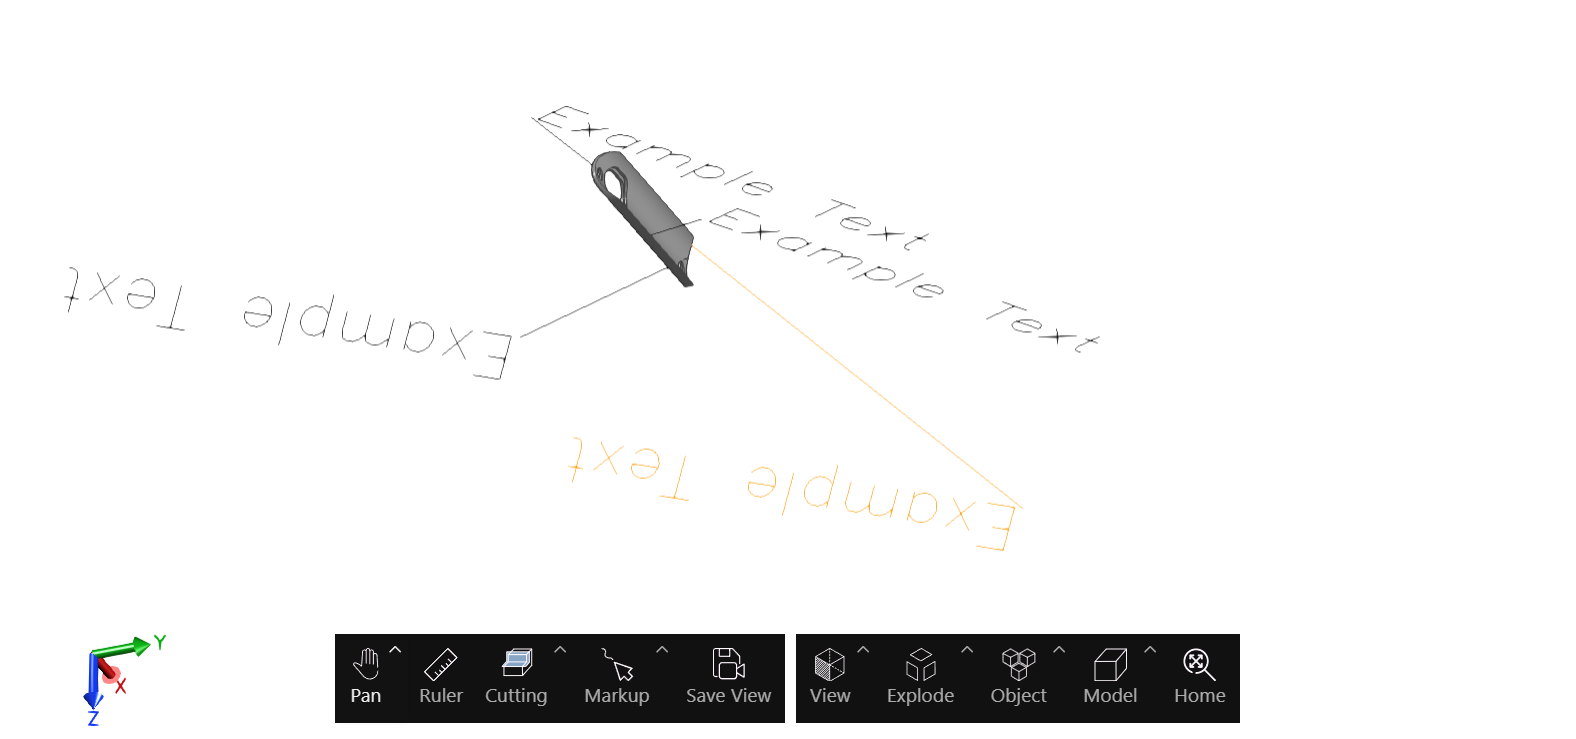 Example Text
Example Text
Example Text
Example Text
Y
X
Z
Pan
Ruler
Cutting
Markup
Save View
View
Explode
Object
Model
Home